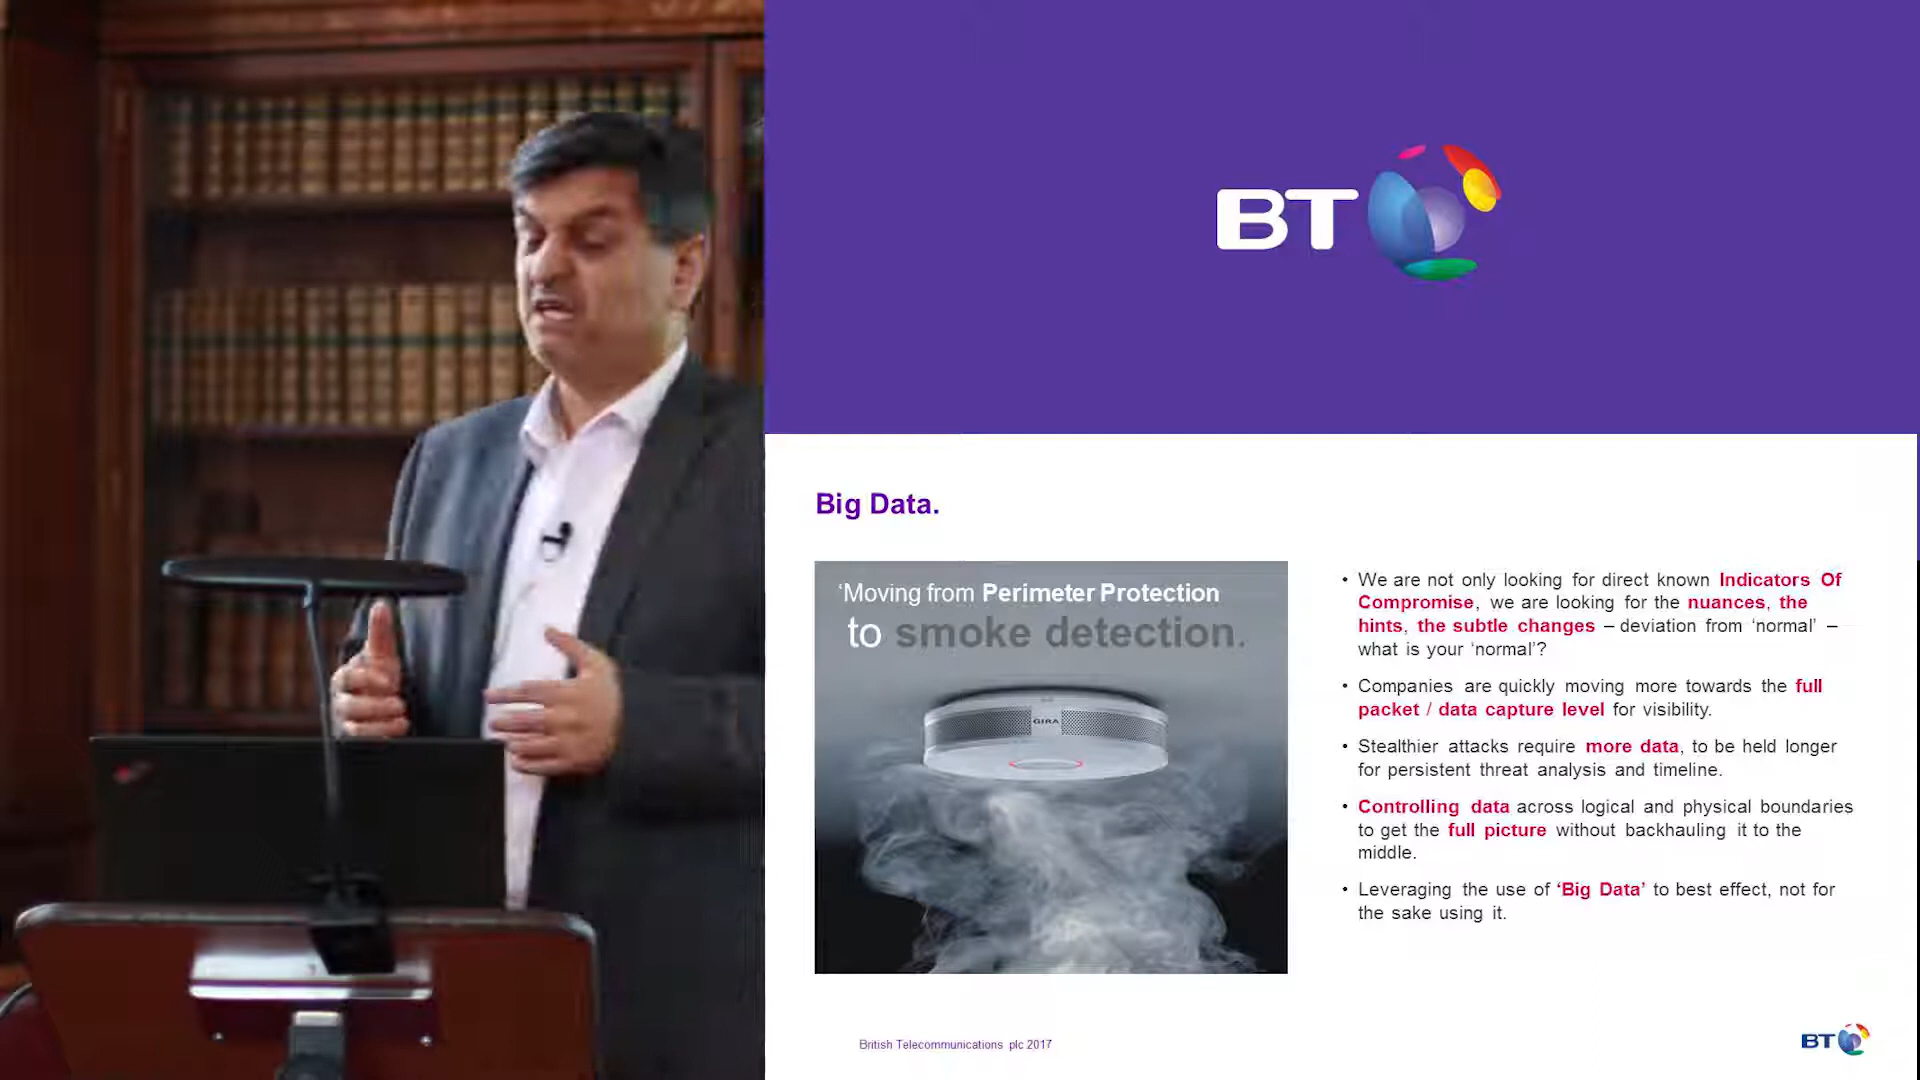 BT
Big Data.
‘Moving from Perimeter Protection
to smoke detection.
GIRA
• We are not only looking for direct known Indicators Of
Compromise, we are looking for the nuances, the
hints, the subtle changes – deviation from ‘normal’ –
what is your ‘normal’?
• Companies are quickly moving more towards the full
packet / data capture level for visibility.
• Stealthier attacks require more data, to be held longer
for persistent threat analysis and timeline.
• Controlling data across logical and physical boundaries
to get the full picture without backhauling it to the
middle.
• Leveraging the use of ‘Big Data’ to best effect, not for
the sake using it.
British Telecommunications plc 2017
BT